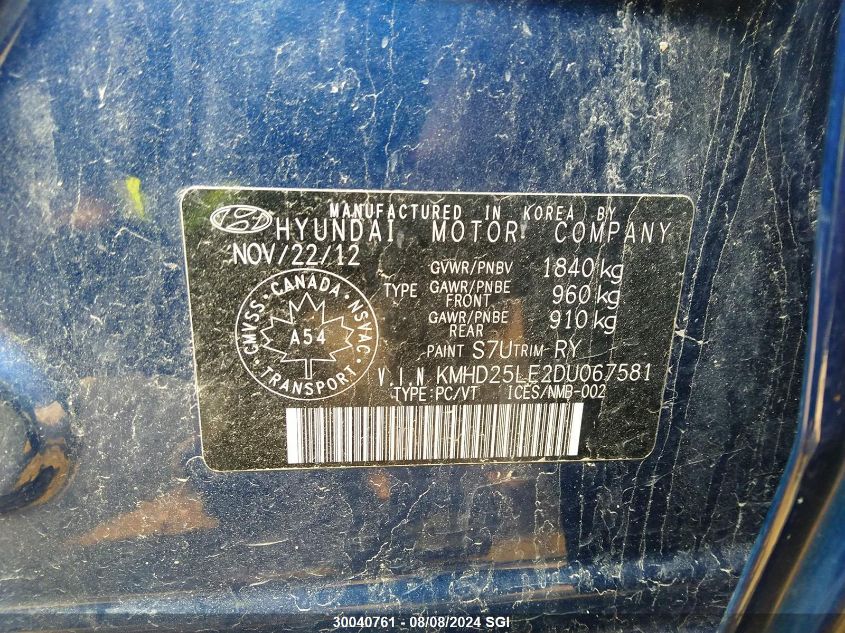 MANUFACTURED IN KOREA BY
HYUNDAI MOTOR COMPANY
NOV/22/12
GVWR/PNBV 1840 kg
TYPE GAWR/PNBE FRONT 960 kg
GAWR/PNBE REAR 910 kg
CANADA
CMVSS · NSVAC
A54
TRANSPORT
PAINT S7U TRIM RY
V.I.N KMHD25LE2DU067581
TYPE:PC/VT ICES/NMB-002
30040761 - 08/08/2024 SGI